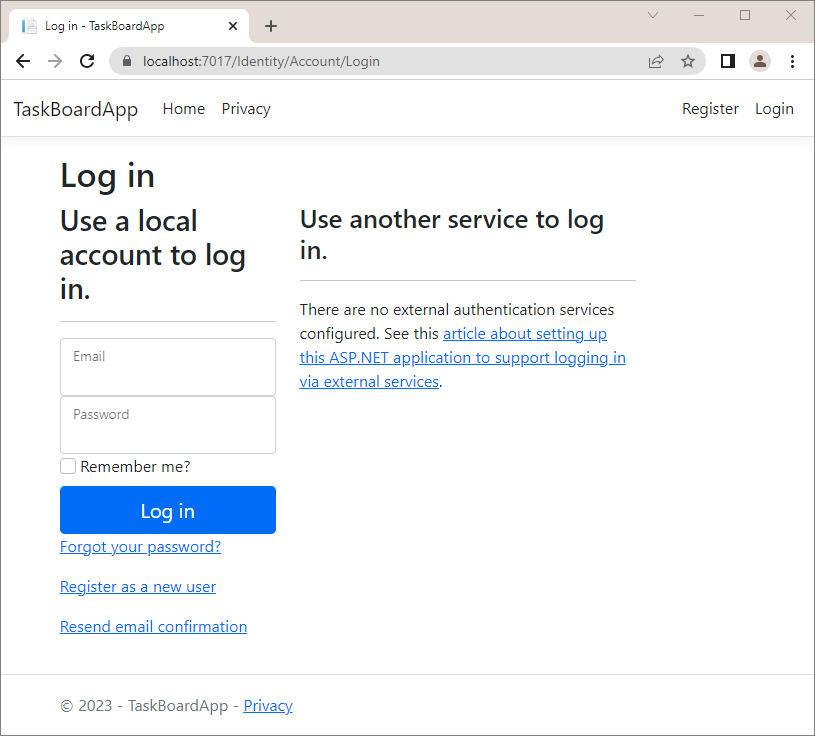 Log in - TaskBoardApp
localhost:7017/Identity/Account/Login
TaskBoardApp Home Privacy Register Login
Log in
Use a local
account to log
in.
Email
Password
Remember me?
Log in
Forgot your password?
Register as a new user
Resend email confirmation
Use another service to log
in.
There are no external authentication services
configured. See this article about setting up
this ASP.NET application to support logging in
via external services.
© 2023 - TaskBoardApp - Privacy